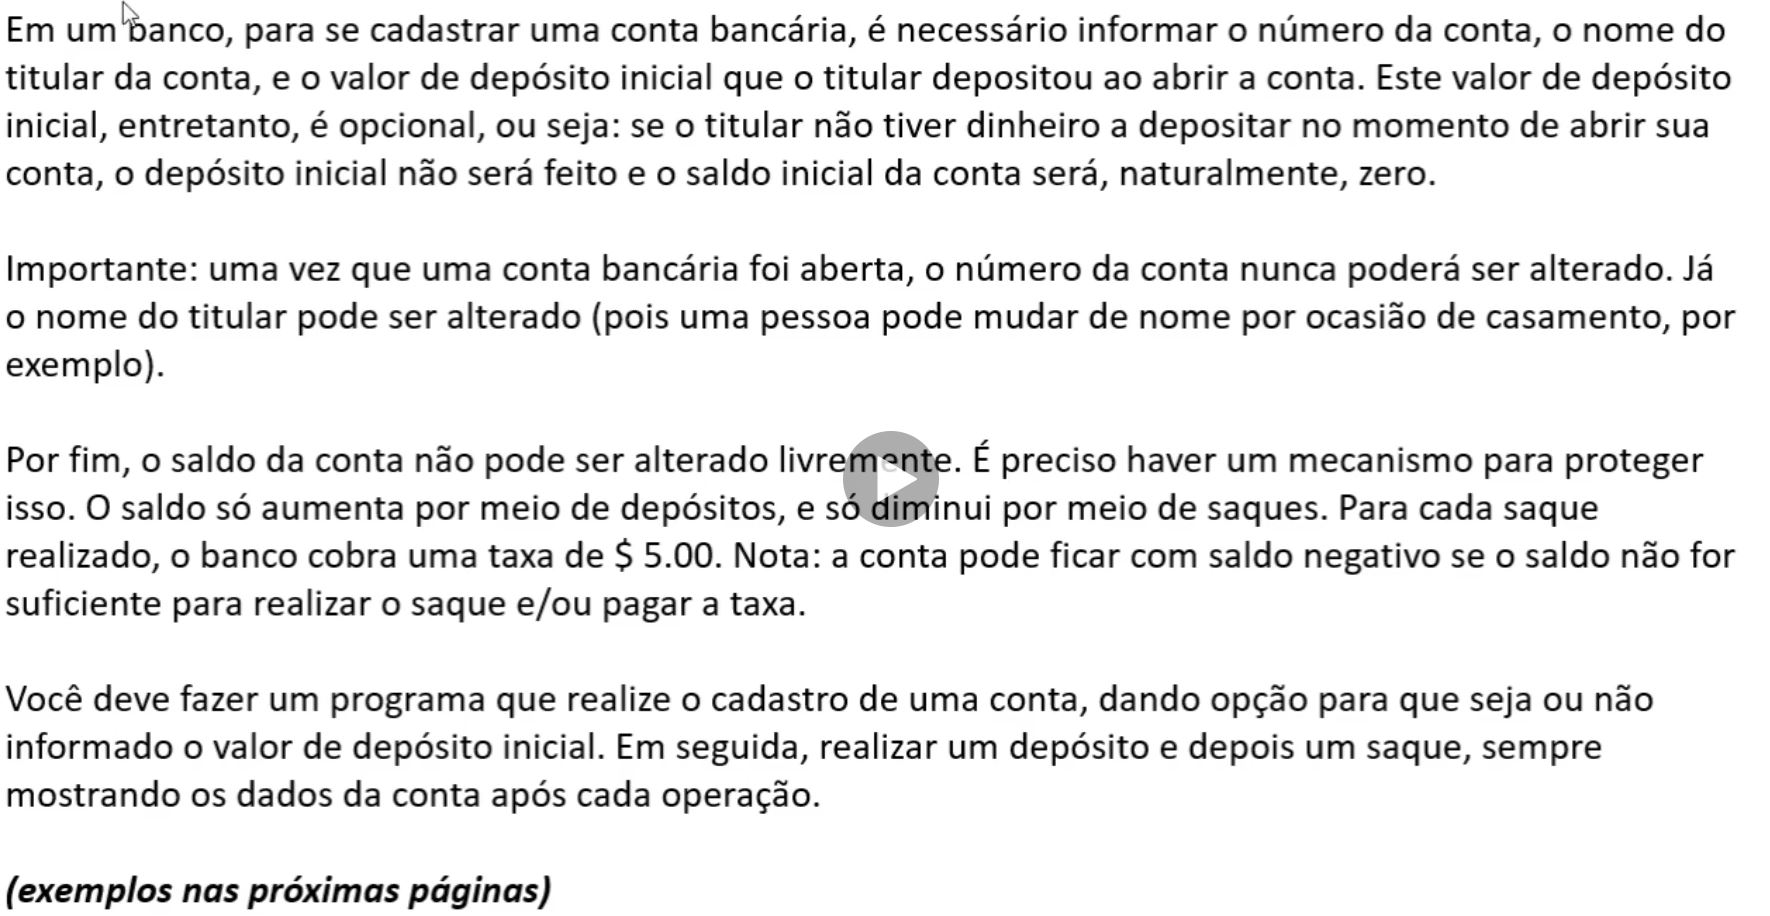 Em um banco, para se cadastrar uma conta bancária, é necessário informar o número da conta, o nome do
titular da conta, e o valor de depósito inicial que o titular depositou ao abrir a conta. Este valor de depósito
inicial, entretanto, é opcional, ou seja: se o titular não tiver dinheiro a depositar no momento de abrir sua
conta, o depósito inicial não será feito e o saldo inicial da conta será, naturalmente, zero.
Importante: uma vez que uma conta bancária foi aberta, o número da conta nunca poderá ser alterado. Já
o nome do titular pode ser alterado (pois uma pessoa pode mudar de nome por ocasião de casamento, por
exemplo).
Por fim, o saldo da conta não pode ser alterado livremente. É preciso haver um mecanismo para proteger
isso. O saldo só aumenta por meio de depósitos, e só diminui por meio de saques. Para cada saque
realizado, o banco cobra uma taxa de $ 5.00. Nota: a conta pode ficar com saldo negativo se o saldo não for
suficiente para realizar o saque e/ou pagar a taxa.
Você deve fazer um programa que realize o cadastro de uma conta, dando opção para que seja ou não
informado o valor de depósito inicial. Em seguida, realizar um depósito e depois um saque, sempre
mostrando os dados da conta após cada operação.
(exemplos nas próximas páginas)